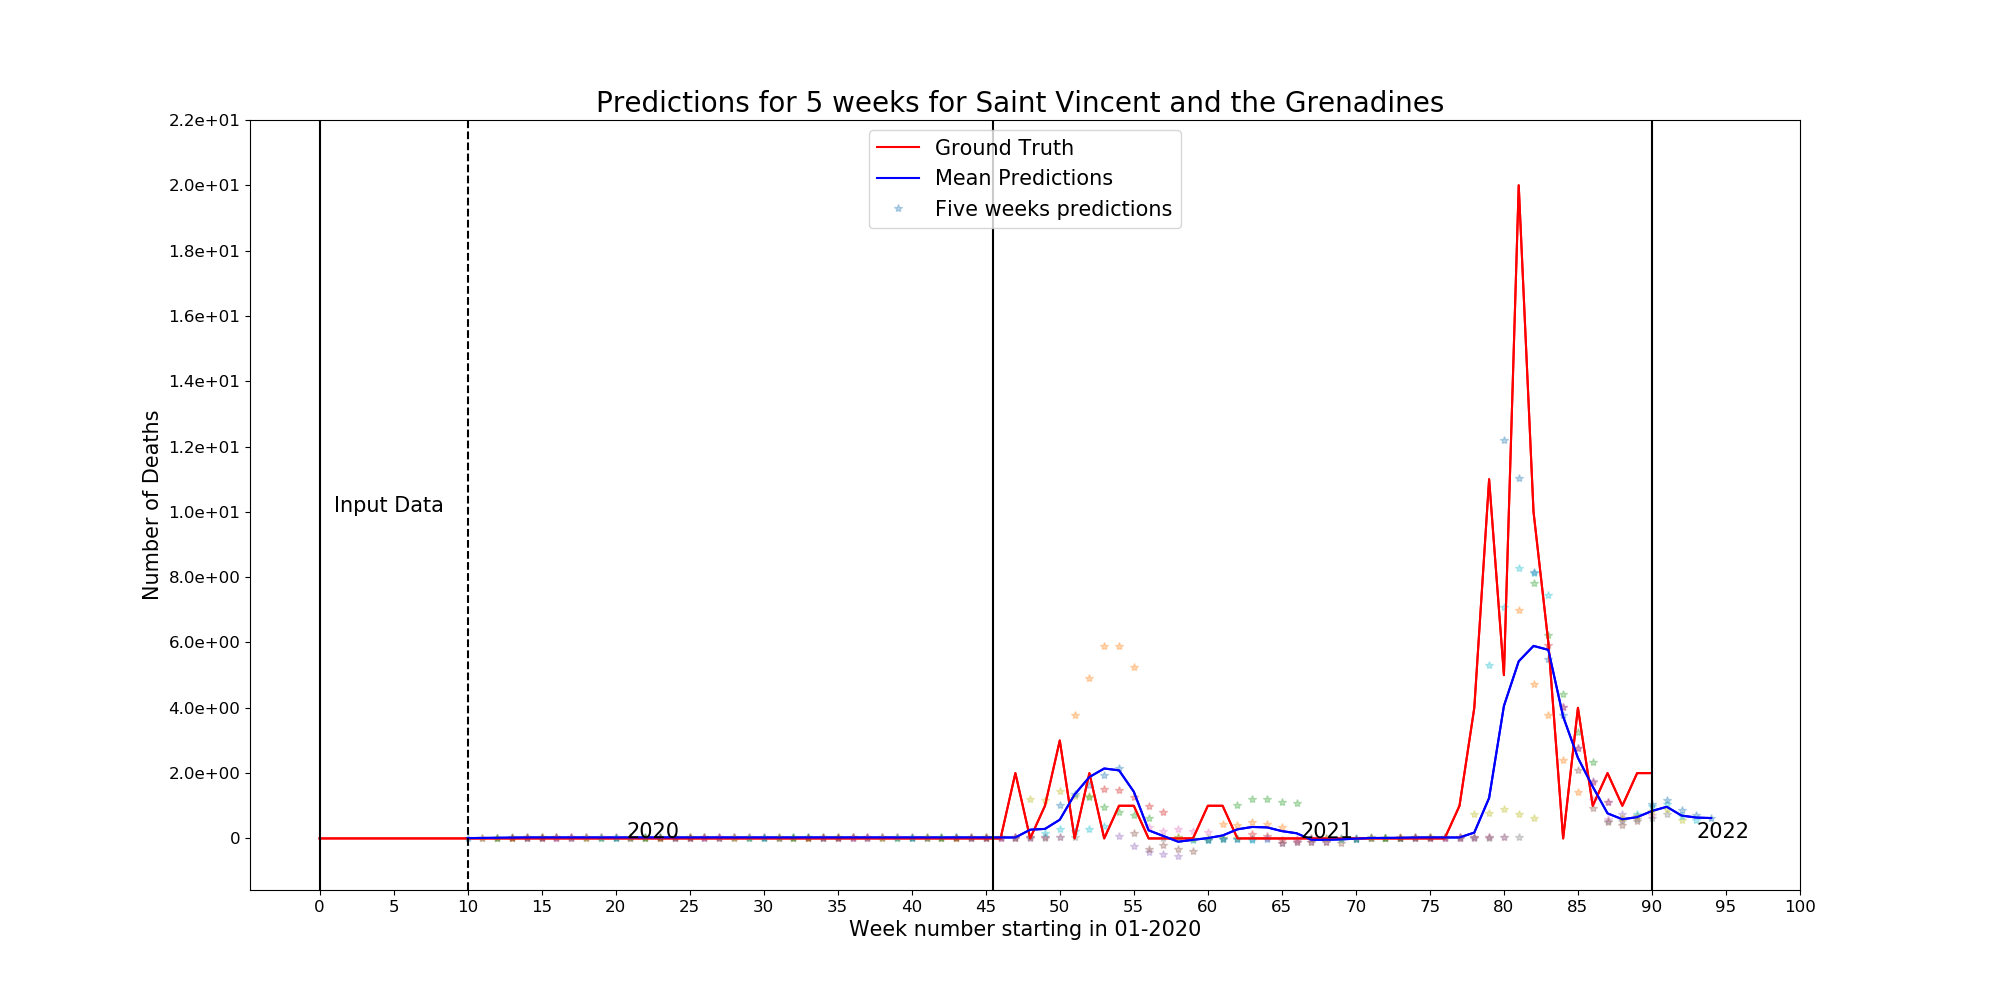 Predictions for 5 weeks for Saint Vincent and the Grenadines
2.2e+01
2.0e+01
1.8e+01
1.6e+01
1.4e+01
1.2e+01
1.0e+01
8.0e+00
6.0e+00
4.0e+00
2.0e+00
0
Number of Deaths
Ground Truth
Mean Predictions
Five weeks predictions
Input Data
2020
2021
2022
0 5 10 15 20 25 30 35 40 45 50 55 60 65 70 75 80 85 90 95 100
Week number starting in 01-2020